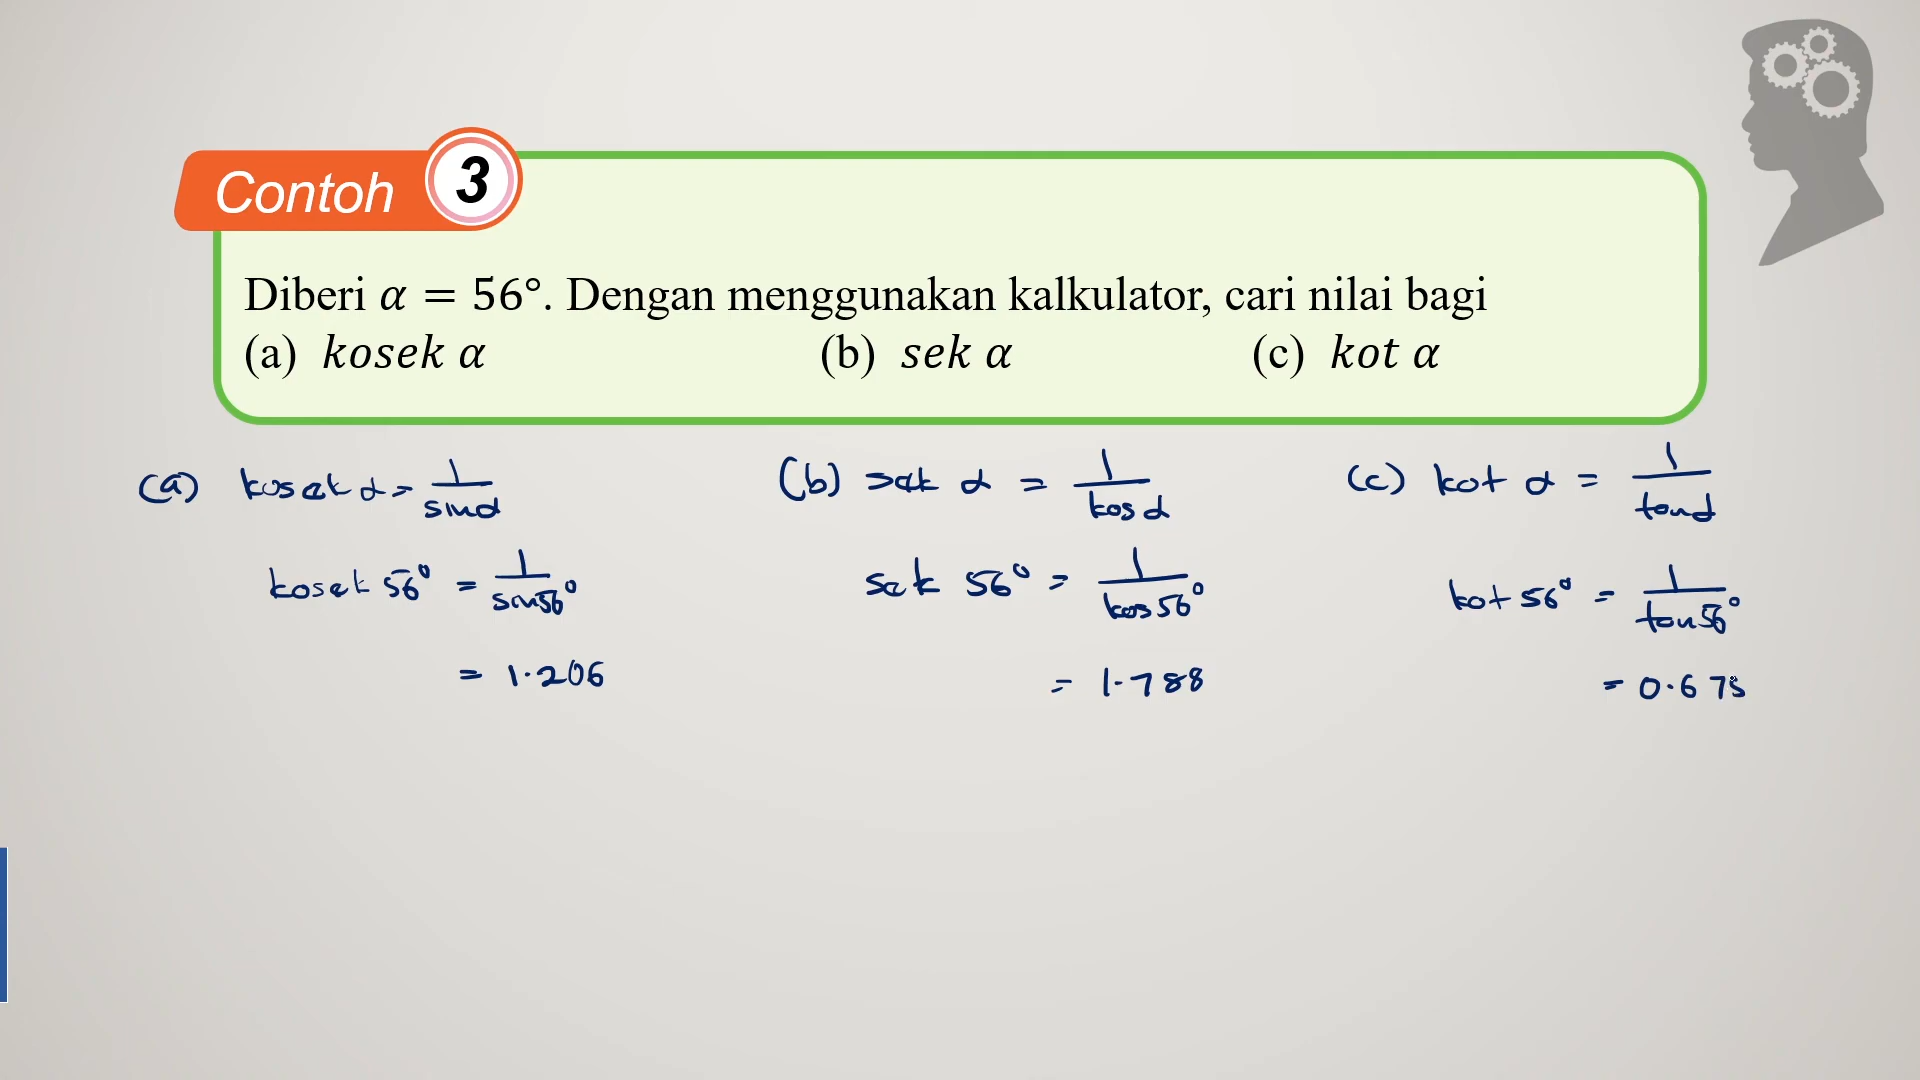 Contoh 3
Diberi α = 56°. Dengan menggunakan kalkulator, cari nilai bagi
(a) kosek α (b) sek α (c) kot α
(a) kosek α = 1/sin α (b) sek α = 1/kos α (c) kot α = 1/tan α
kosek 56° = 1/sin 56° sek 56° = 1/kos 56° kot 56° = 1/tan 56°
= 1.206 = 1.788 = 0.675